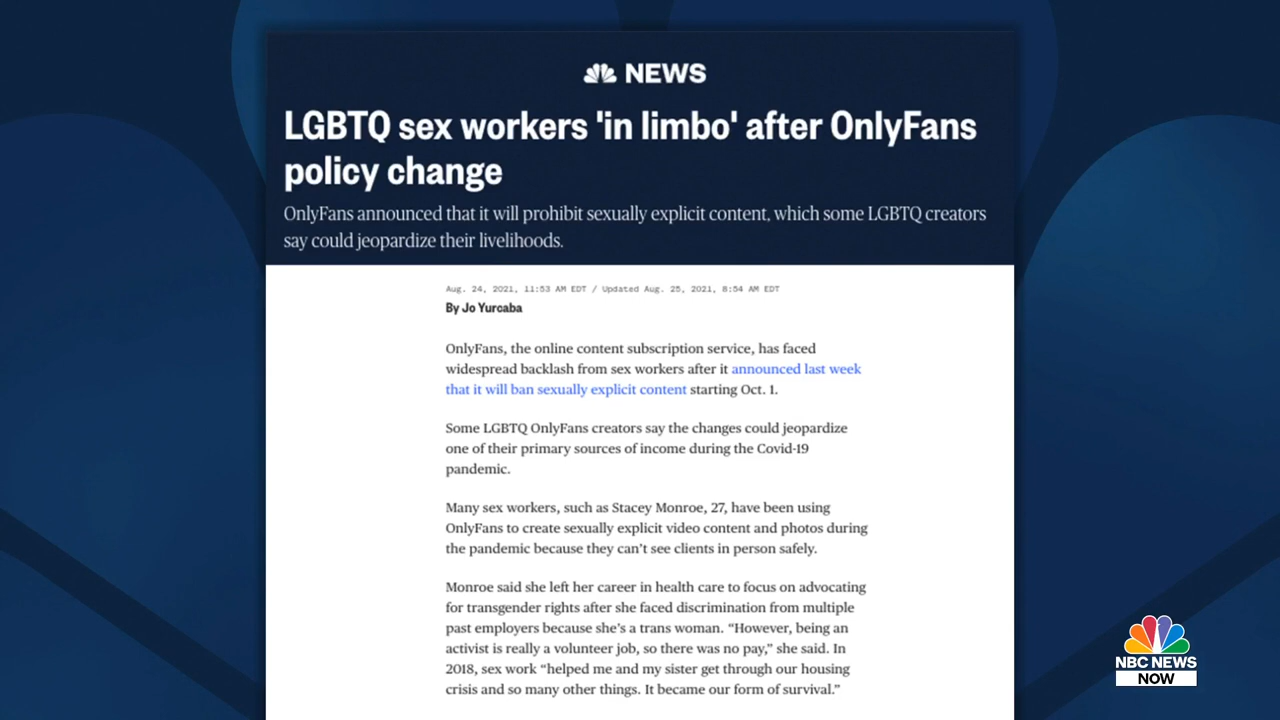 NEWS
LGBTQ sex workers 'in limbo' after OnlyFans
policy change
OnlyFans announced that it will prohibit sexually explicit content, which some LGBTQ creators
say could jeopardize their livelihoods.
Aug. 24, 2021, 11:53 AM EDT / Updated Aug. 25, 2021, 8:54 AM EDT
By Jo Yurcaba
OnlyFans, the online content subscription service, has faced
widespread backlash from sex workers after it announced last week
that it will ban sexually explicit content starting Oct. 1.
Some LGBTQ OnlyFans creators say the changes could jeopardize
one of their primary sources of income during the Covid-19
pandemic.
Many sex workers, such as Stacey Monroe, 27, have been using
OnlyFans to create sexually explicit video content and photos during
the pandemic because they can’t see clients in person safely.
Monroe said she left her career in health care to focus on advocating
for transgender rights after she faced discrimination from multiple
past employers because she’s a trans woman. “However, being an
activist is really a volunteer job, so there was no pay,” she said. In
2018, sex work “helped me and my sister get through our housing
crisis and so many other things. It became our form of survival.”
NBC NEWS
NOW